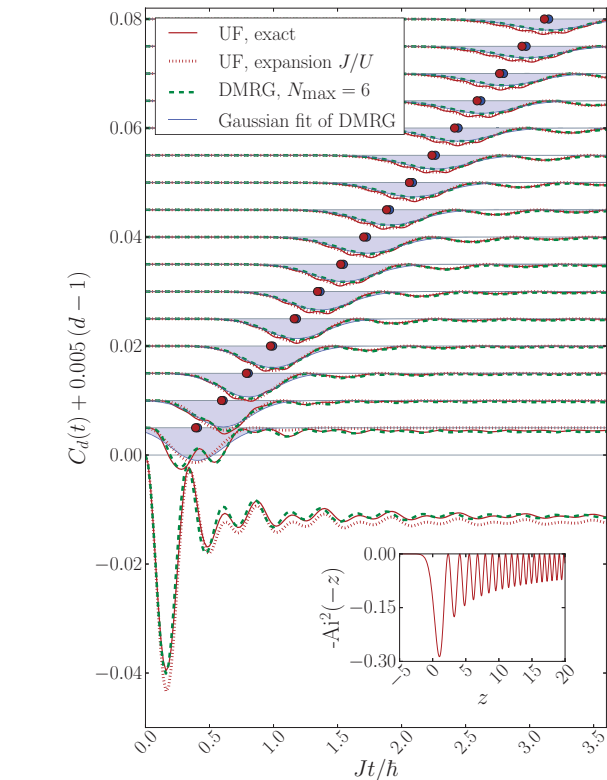 0.08
0.06
0.04
0.02
0.00
−0.02
−0.04
C_d(t) + 0.005 (d − 1)
UF, exact
UF, expansion J/U
DMRG, N_max = 6
Gaussian fit of DMRG
0.00
−0.15
−0.30
-Ai²(−z)
−5 0 5 10 15 20
z
0.0 0.5 1.0 1.5 2.0 2.5 3.0 3.5
Jt/ħ